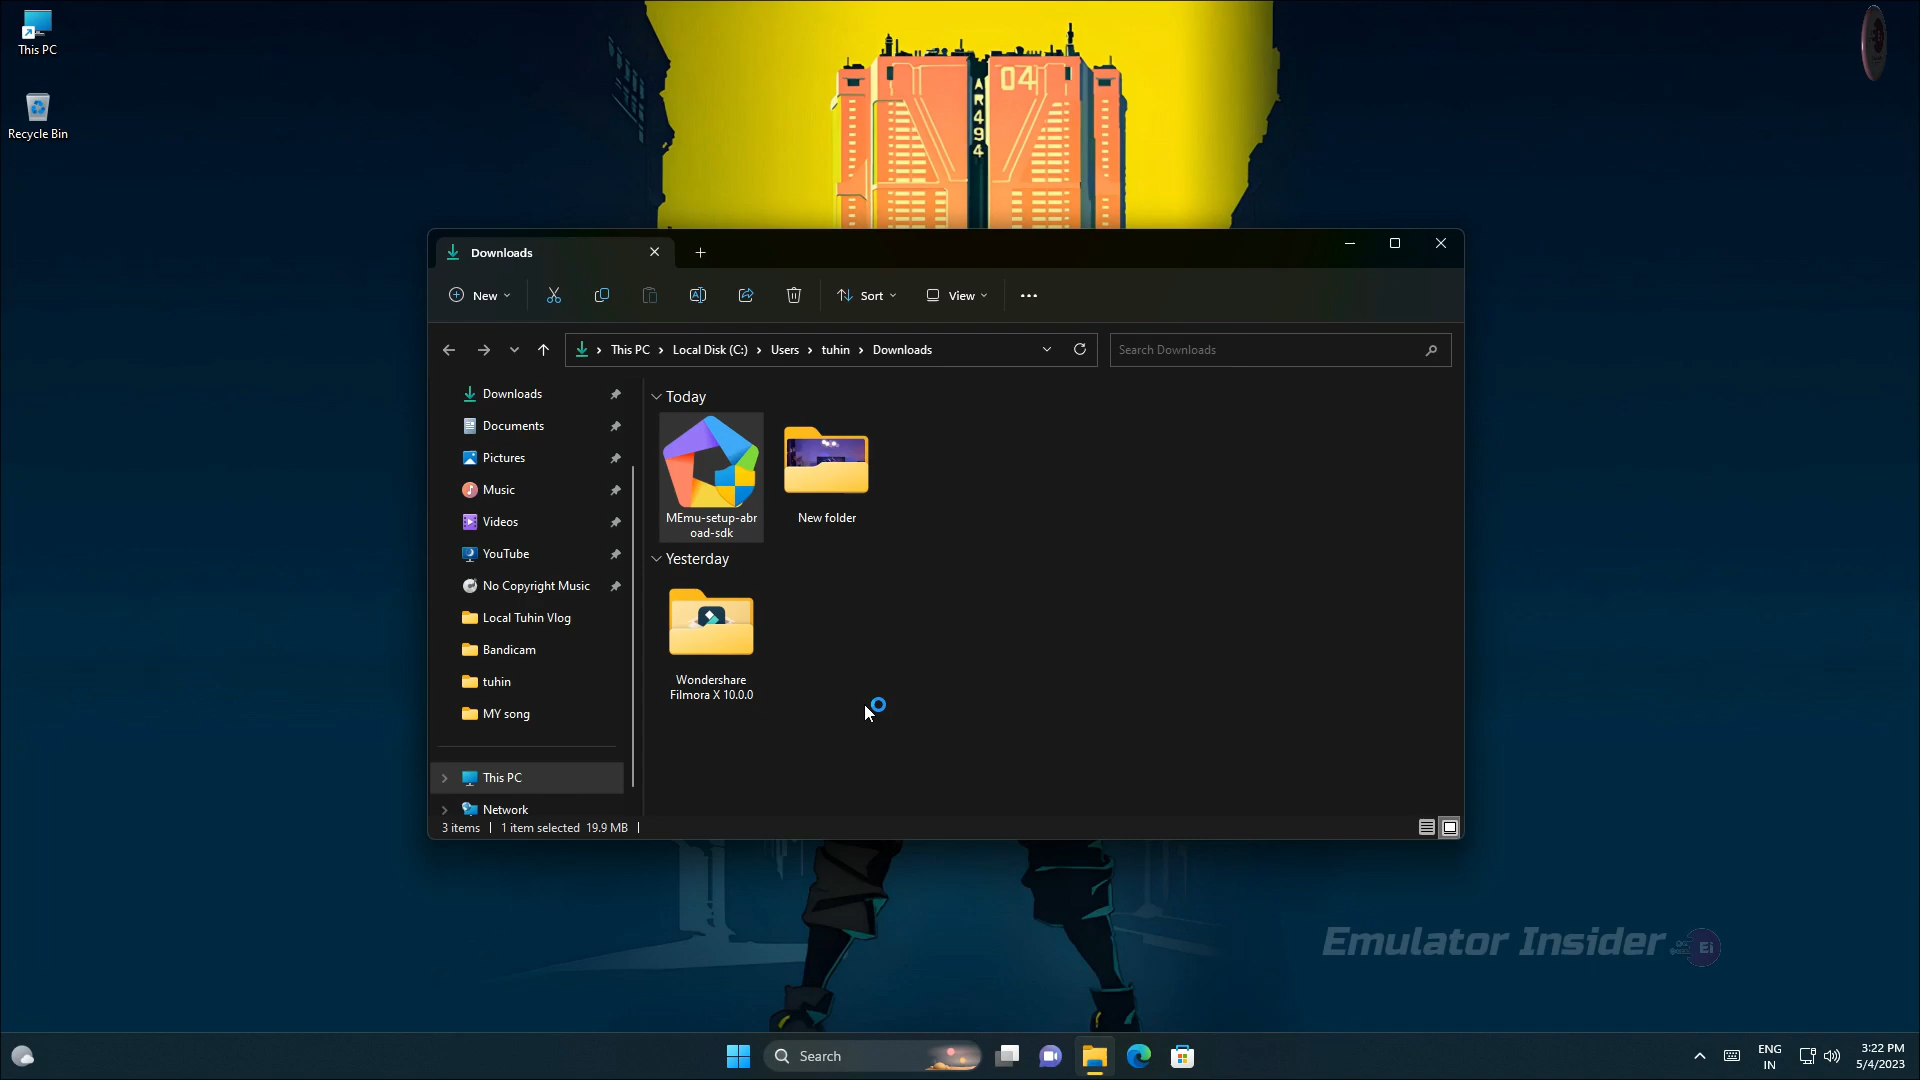 This PC
Recycle Bin
04
AR494
Downloads
New
Sort
View
This PC
Local Disk (C:)
Users
tuhin
Downloads
Search Downloads
Downloads
Documents
Pictures
Music
Videos
YouTube
No Copyright Music
Local Tuhin Vlog
Bandicam
tuhin
MY song
This PC
Network
Today
MEmu-setup-abr
oad-sdk
New folder
Yesterday
Wondershare
Filmora X 10.0.0
3 items
1 item selected 19.9 MB
Emulator Insider
Ei
Search
ENG
IN
3:22 PM
5/4/2023